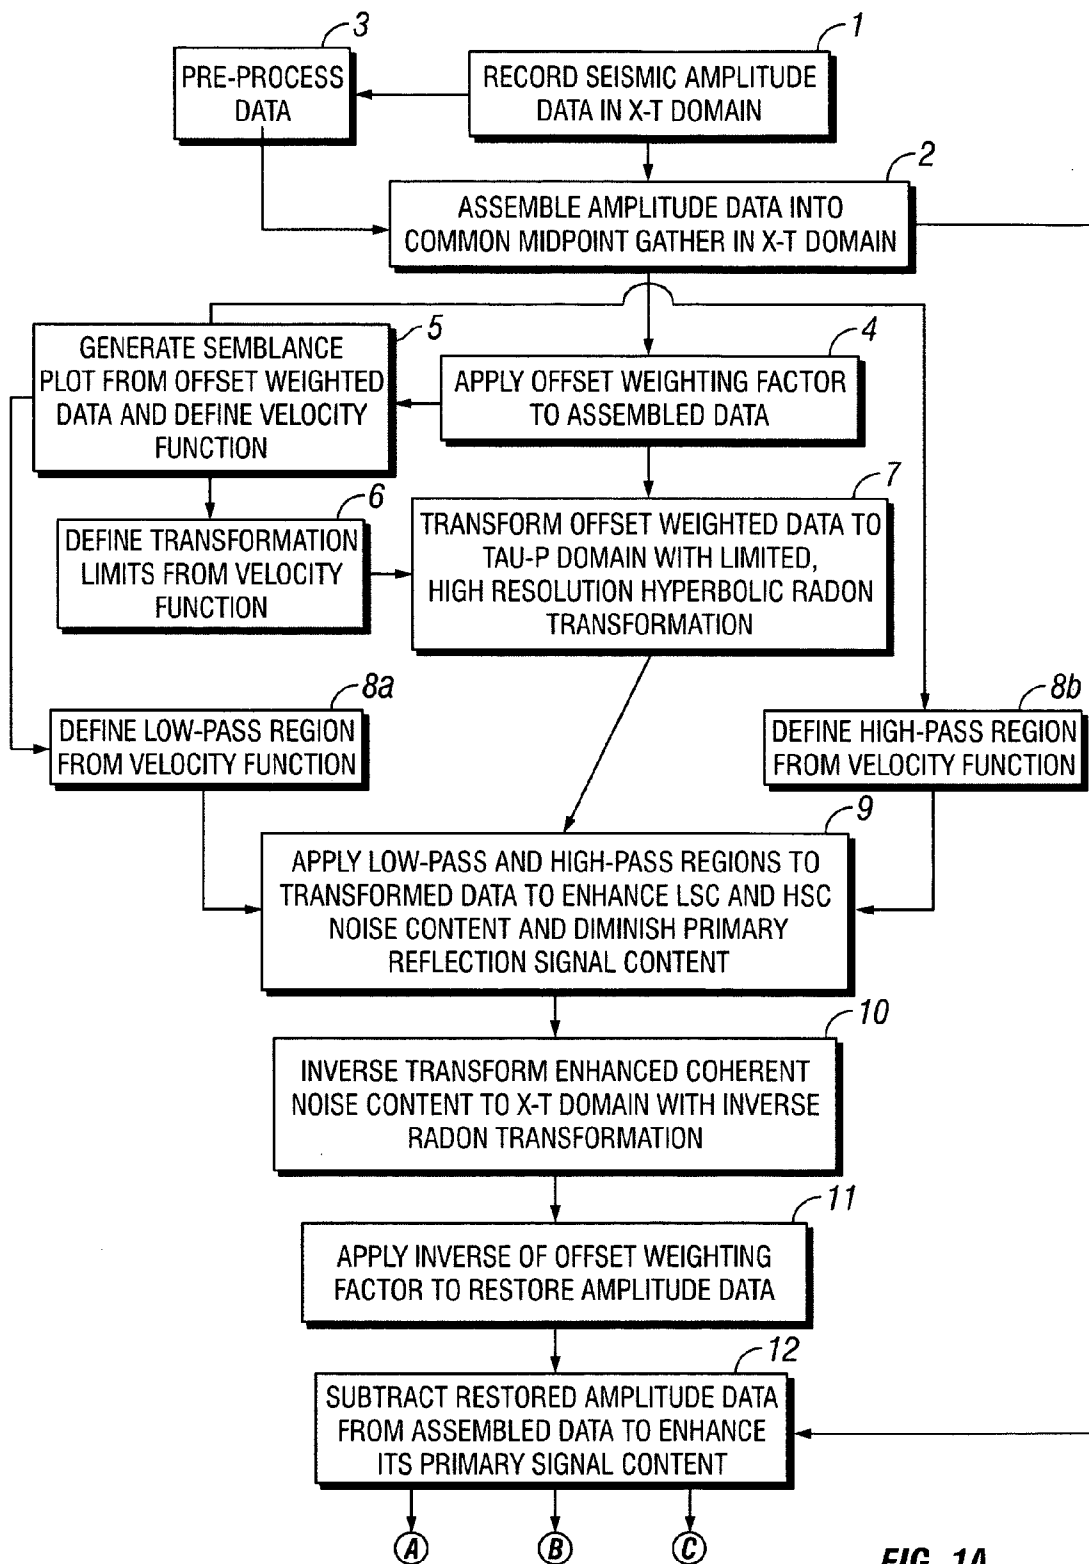 3
PRE-PROCESS
DATA
1
RECORD SEISMIC AMPLITUDE
DATA IN X-T DOMAIN
2
ASSEMBLE AMPLITUDE DATA INTO
COMMON MIDPOINT GATHER IN X-T DOMAIN
5
GENERATE SEMBLANCE
PLOT FROM OFFSET WEIGHTED
DATA AND DEFINE VELOCITY
FUNCTION
4
APPLY OFFSET WEIGHTING FACTOR
TO ASSEMBLED DATA
6
DEFINE TRANSFORMATION
LIMITS FROM VELOCITY
FUNCTION
7
TRANSFORM OFFSET WEIGHTED DATA TO
TAU-P DOMAIN WITH LIMITED,
HIGH RESOLUTION HYPERBOLIC RADON
TRANSFORMATION
8a
DEFINE LOW-PASS REGION
FROM VELOCITY FUNCTION
8b
DEFINE HIGH-PASS REGION
FROM VELOCITY FUNCTION
9
APPLY LOW-PASS AND HIGH-PASS REGIONS TO
TRANSFORMED DATA TO ENHANCE LSC AND HSC
NOISE CONTENT AND DIMINISH PRIMARY
REFLECTION SIGNAL CONTENT
10
INVERSE TRANSFORM ENHANCED COHERENT
NOISE CONTENT TO X-T DOMAIN WITH INVERSE
RADON TRANSFORMATION
11
APPLY INVERSE OF OFFSET WEIGHTING
FACTOR TO RESTORE AMPLITUDE DATA
12
SUBTRACT RESTORED AMPLITUDE DATA
FROM ASSEMBLED DATA TO ENHANCE
ITS PRIMARY SIGNAL CONTENT
A
B
C
FIG. 1A